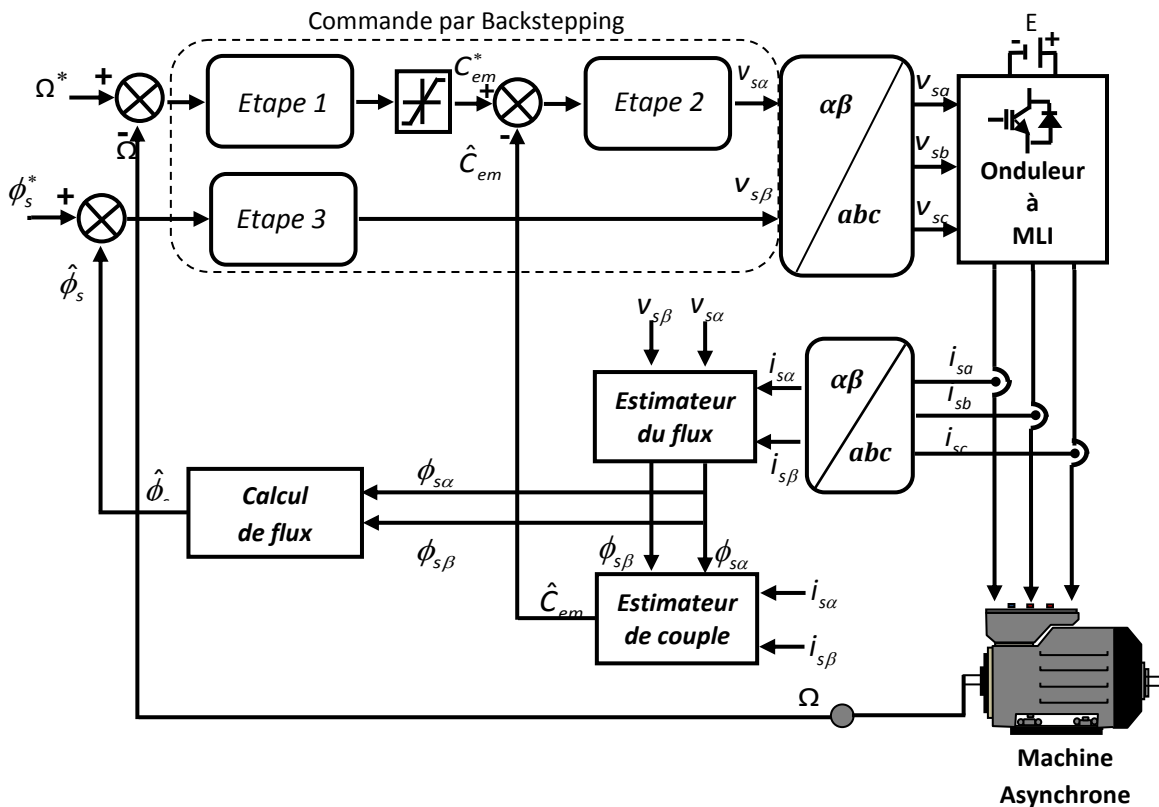 Commande par Backstepping
E
- +
Ω* + -
Etape 1
C*em +
-
Etape 2
vsα
αβ
abc
vsa
vsb
vsc
Onduleur
à
MLI
Ω
Ĉem
ϕ*s +
Etape 3
vsβ
ϕ̂s
vsβ vsα
Estimateur
du flux
isα
isβ
αβ
abc
isa
isb
isc
ϕ̂
Calcul
de flux
ϕsα
ϕsβ
ϕsβ ϕsα
Ĉem
Estimateur
de couple
isα
isβ
Ω
Machine
Asynchrone